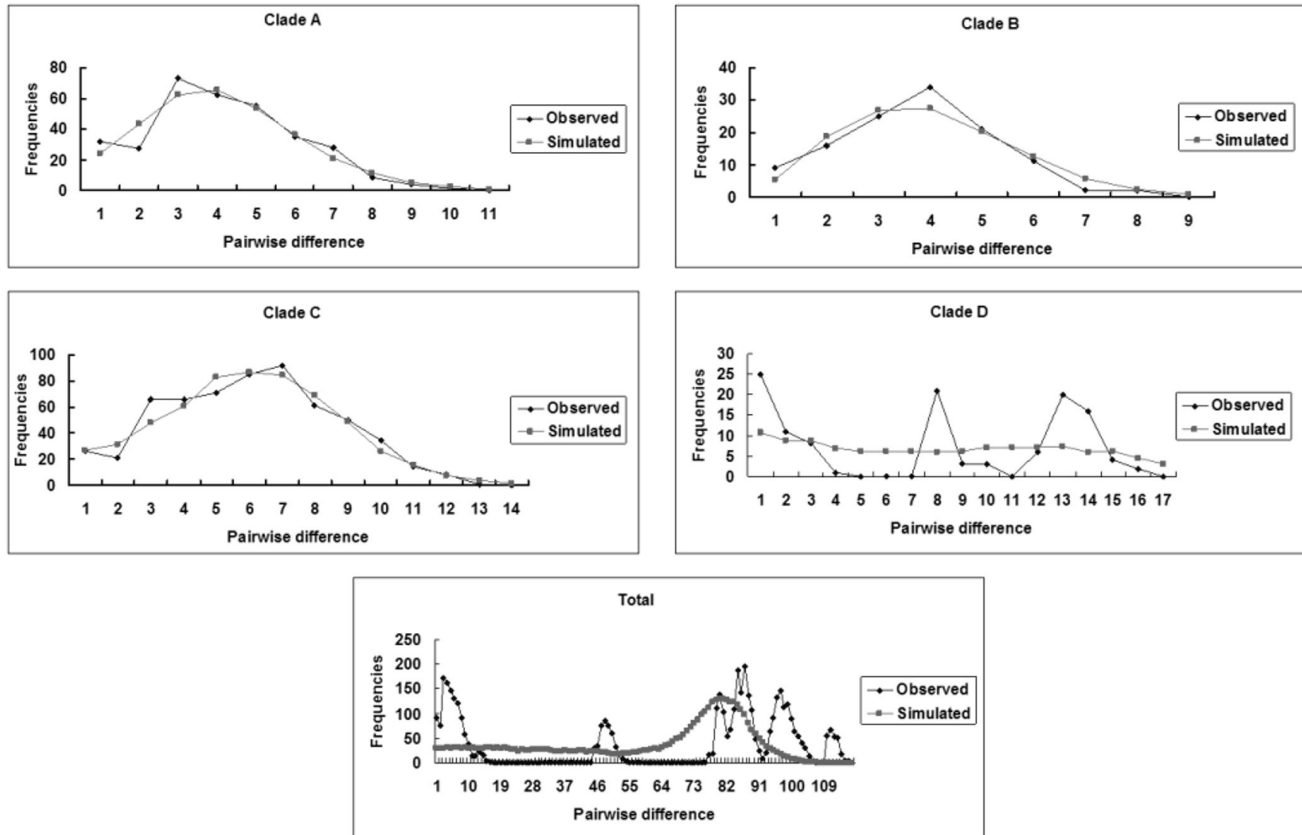 Clade A
80
60
40
20
0
Frequencies
1 2 3 4 5 6 7 8 9 10 11
Pairwise difference
Observed
Simulated
Clade B
40
30
20
10
0
Frequencies
1 2 3 4 5 6 7 8 9
Pairwise difference
Observed
Simulated
Clade C
100
80
60
40
20
0
Frequencies
1 2 3 4 5 6 7 8 9 10 11 12 13 14
Pairwise difference
Observed
Simulated
Clade D
30
25
20
15
10
5
0
Frequencies
1 2 3 4 5 6 7 8 9 10 11 12 13 14 15 16 17
Pairwise difference
Observed
Simulated
Total
250
200
150
100
50
0
Frequencies
1 10 19 28 37 46 55 64 73 82 91 100 109
Pairwise difference
Observed
Simulated